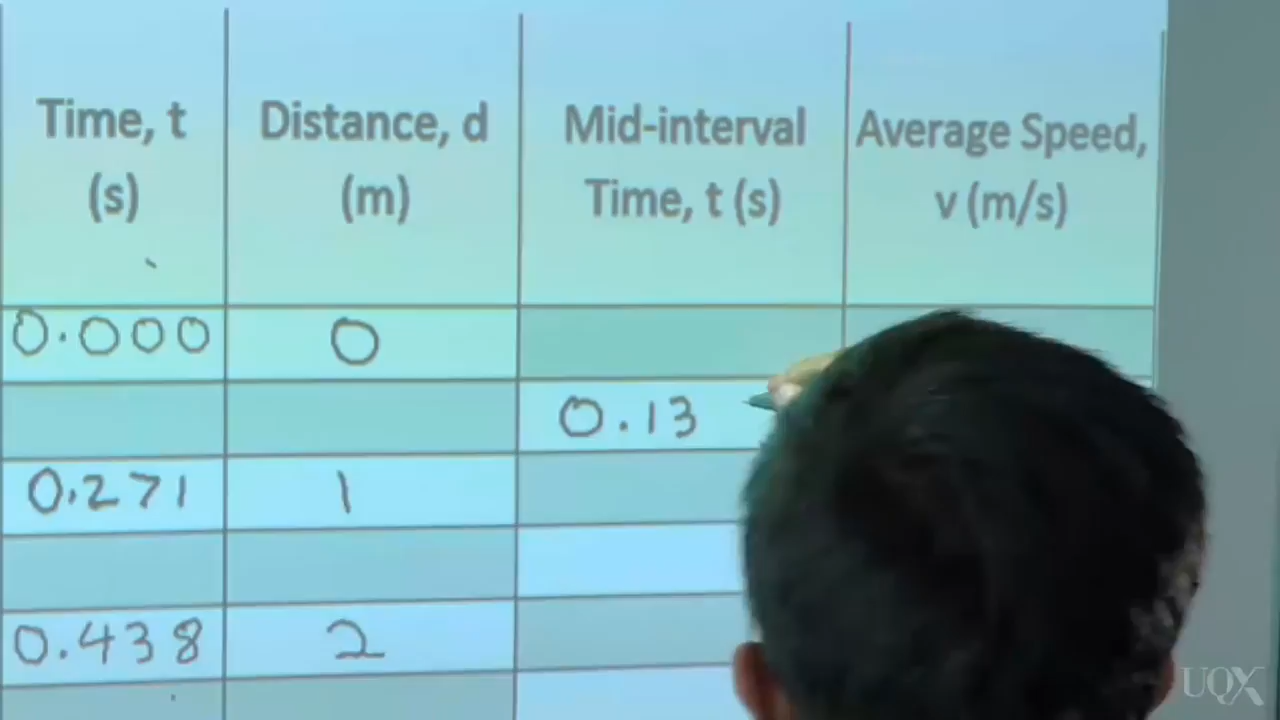 Time, t
(s)
Distance, d
(m)
Mid-interval
Time, t (s)
Average Speed,
v (m/s)
0.000
0
0.13
0.271
1
0.438
2
UQX